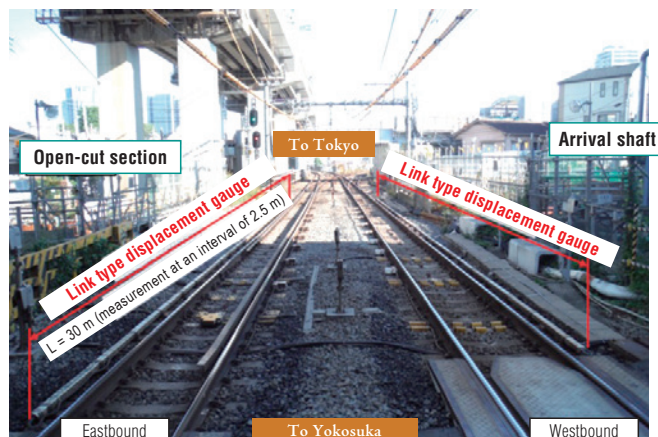 To Tokyo
Open-cut section
Arrival shaft
Link type displacement gauge
L = 30 m (measurement at an interval of 2.5 m)
Link type displacement gauge
Eastbound
To Yokosuka
Westbound